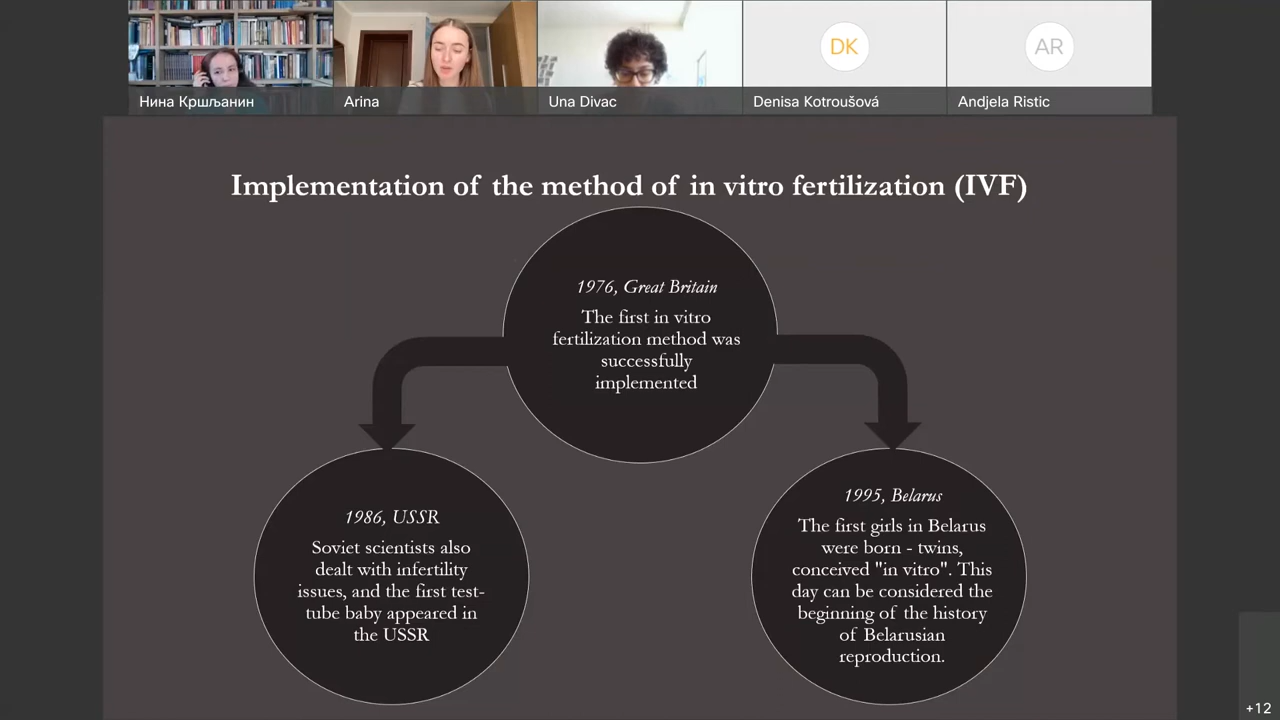 DK
AR
Нина Кршљанин
Arina
Una Divac
Denisa Kotroušová
Andjela Ristic
Implementation of the method of in vitro fertilization (IVF)
1976, Great Britain
The first in vitro
fertilization method was
successfully
implemented
1986, USSR
Soviet scientists also
dealt with infertility
issues, and the first test-
tube baby appeared in
the USSR
1995, Belarus
The first girls in Belarus
were born - twins,
conceived "in vitro". This
day can be considered the
beginning of the history
of Belarusian
reproduction.
+12